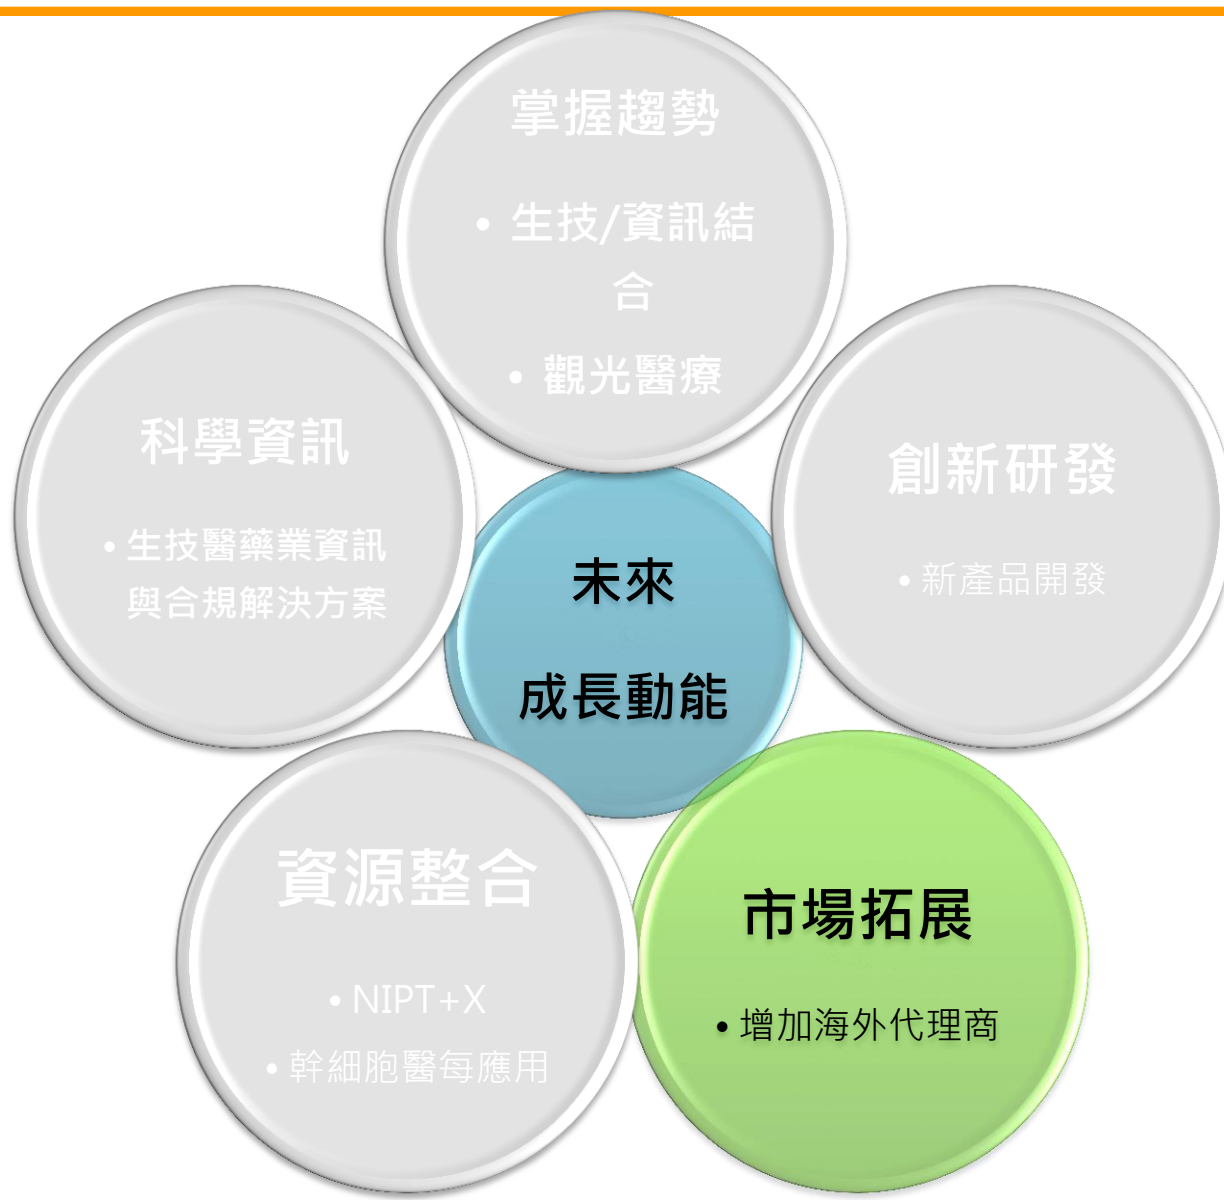 掌握趨勢
• 生技/資訊結
合
• 觀光醫療
科學資訊
• 生技醫藥業資訊
與合規解決方案
創新研發
• 新產品開發
未來
成長動能
資源整合
• NIPT+X
• 幹細胞醫每應用
市場拓展
• 增加海外代理商